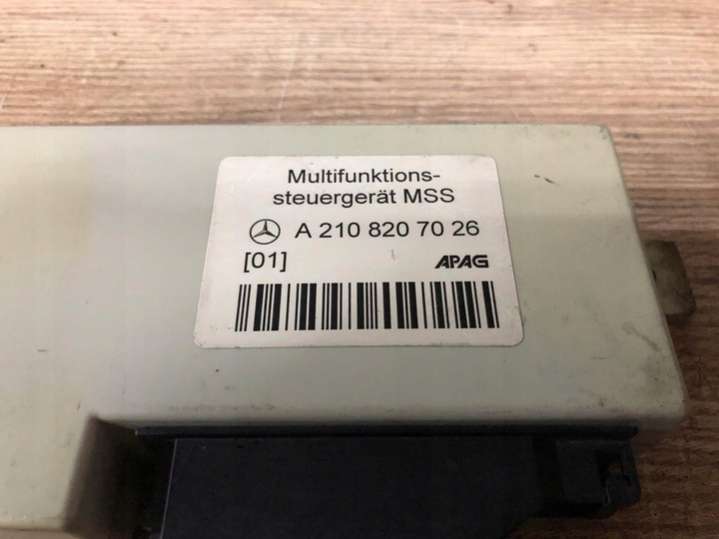 Multifunktions-
steuergerät MSS
A 210 820 70 26
[01] APAG